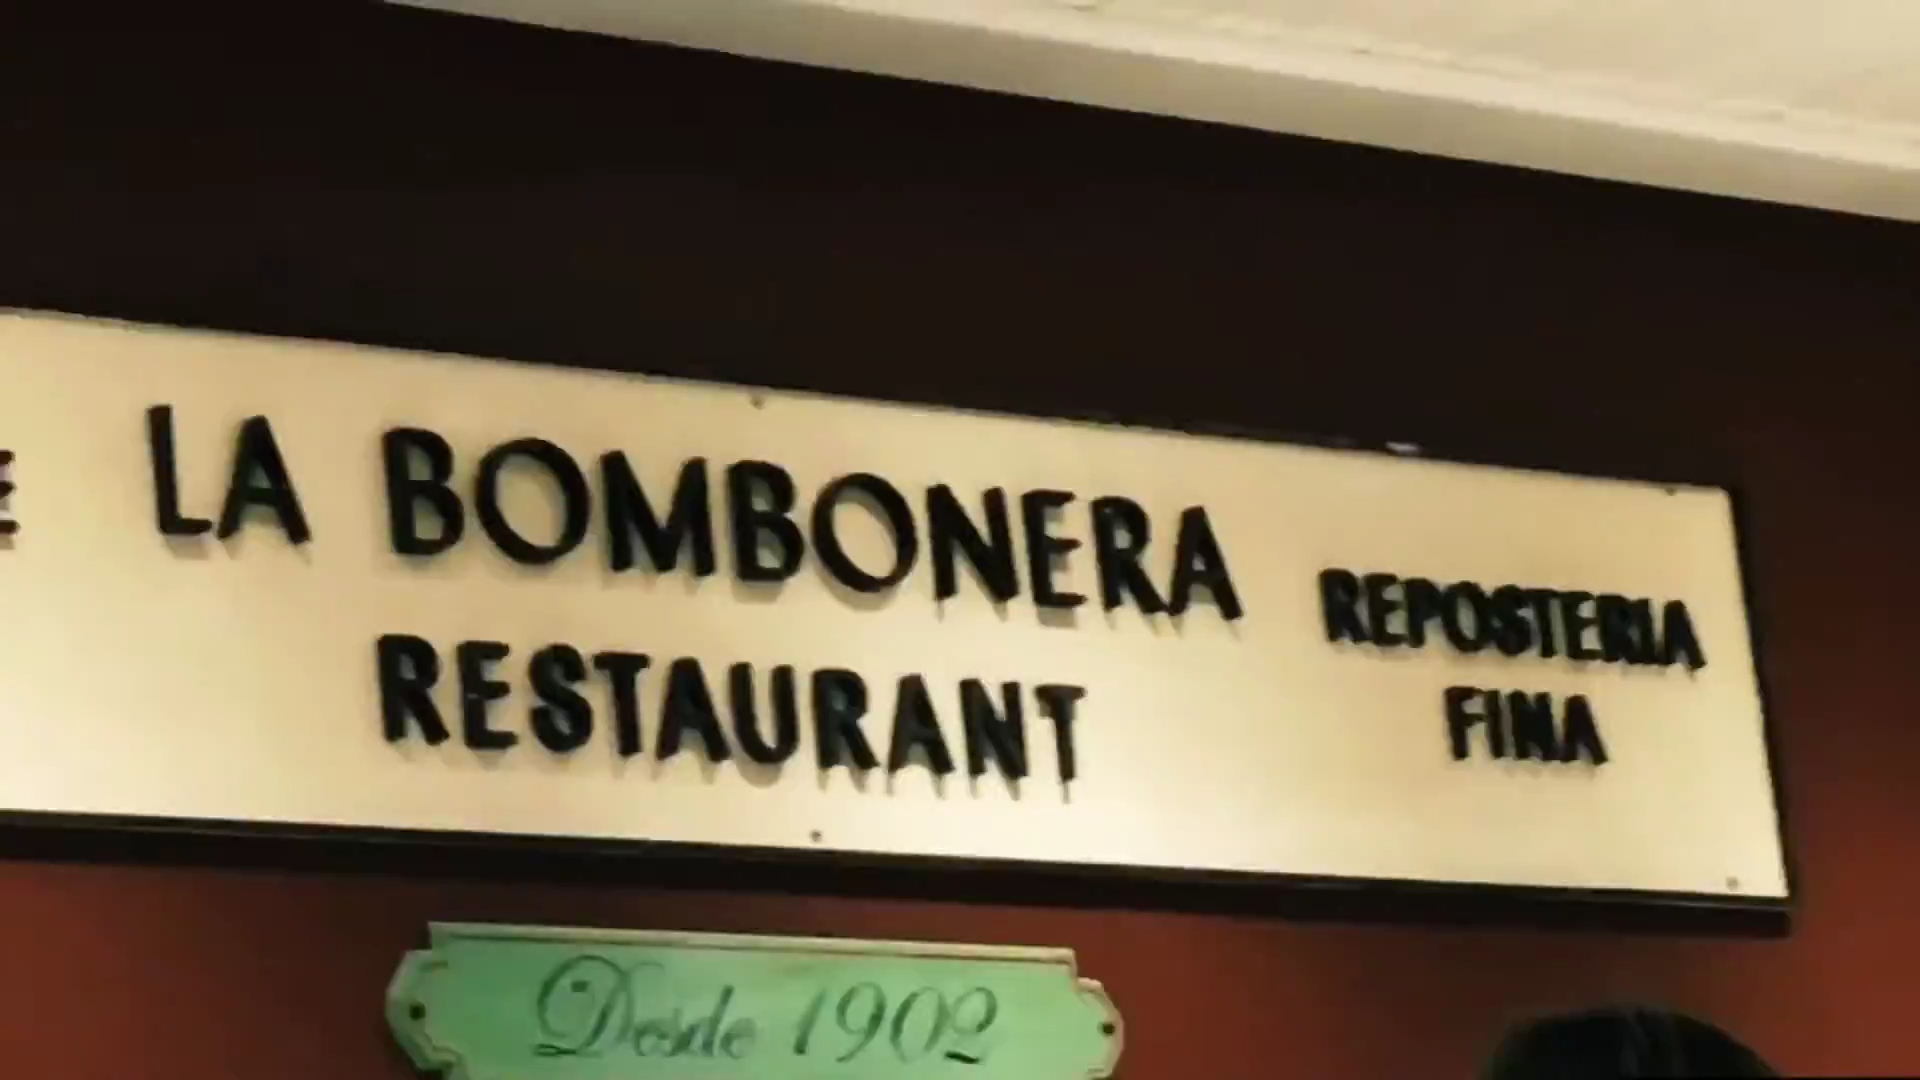 LA BOMBONERA
RESTAURANT
REPOSTERIA
FINA
Desde 1902